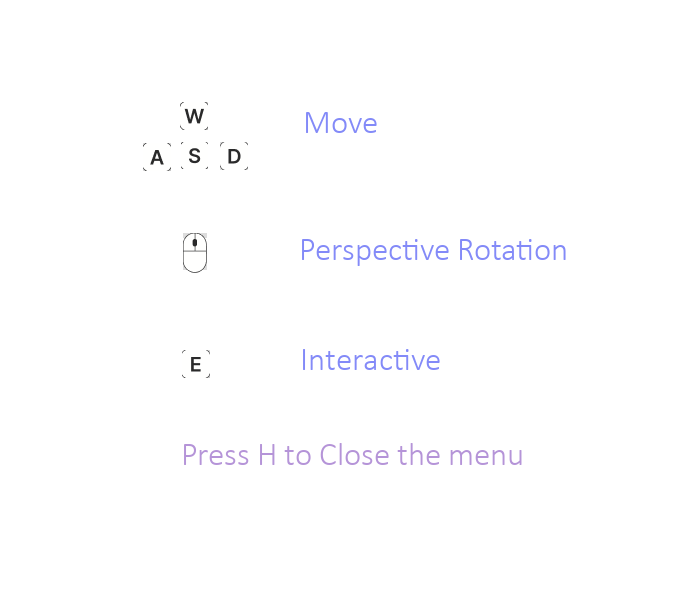 W
Move
A S D
Perspective Rotation
E
Interactive
Press H to Close the menu